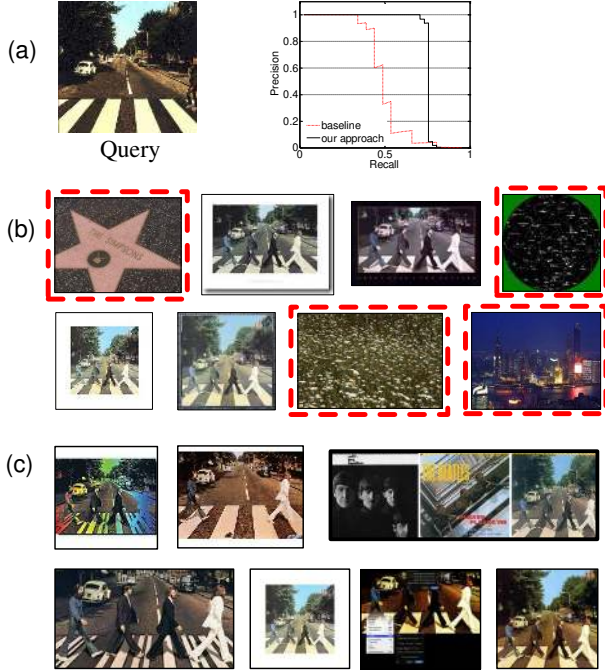 (a)
Query
Precision
1
0.8
0.6
0.4
0.2
0
baseline
our approach
0
0.5
1
Recall
(b)
THE SIMPSONS
(c)
THE BEATLES